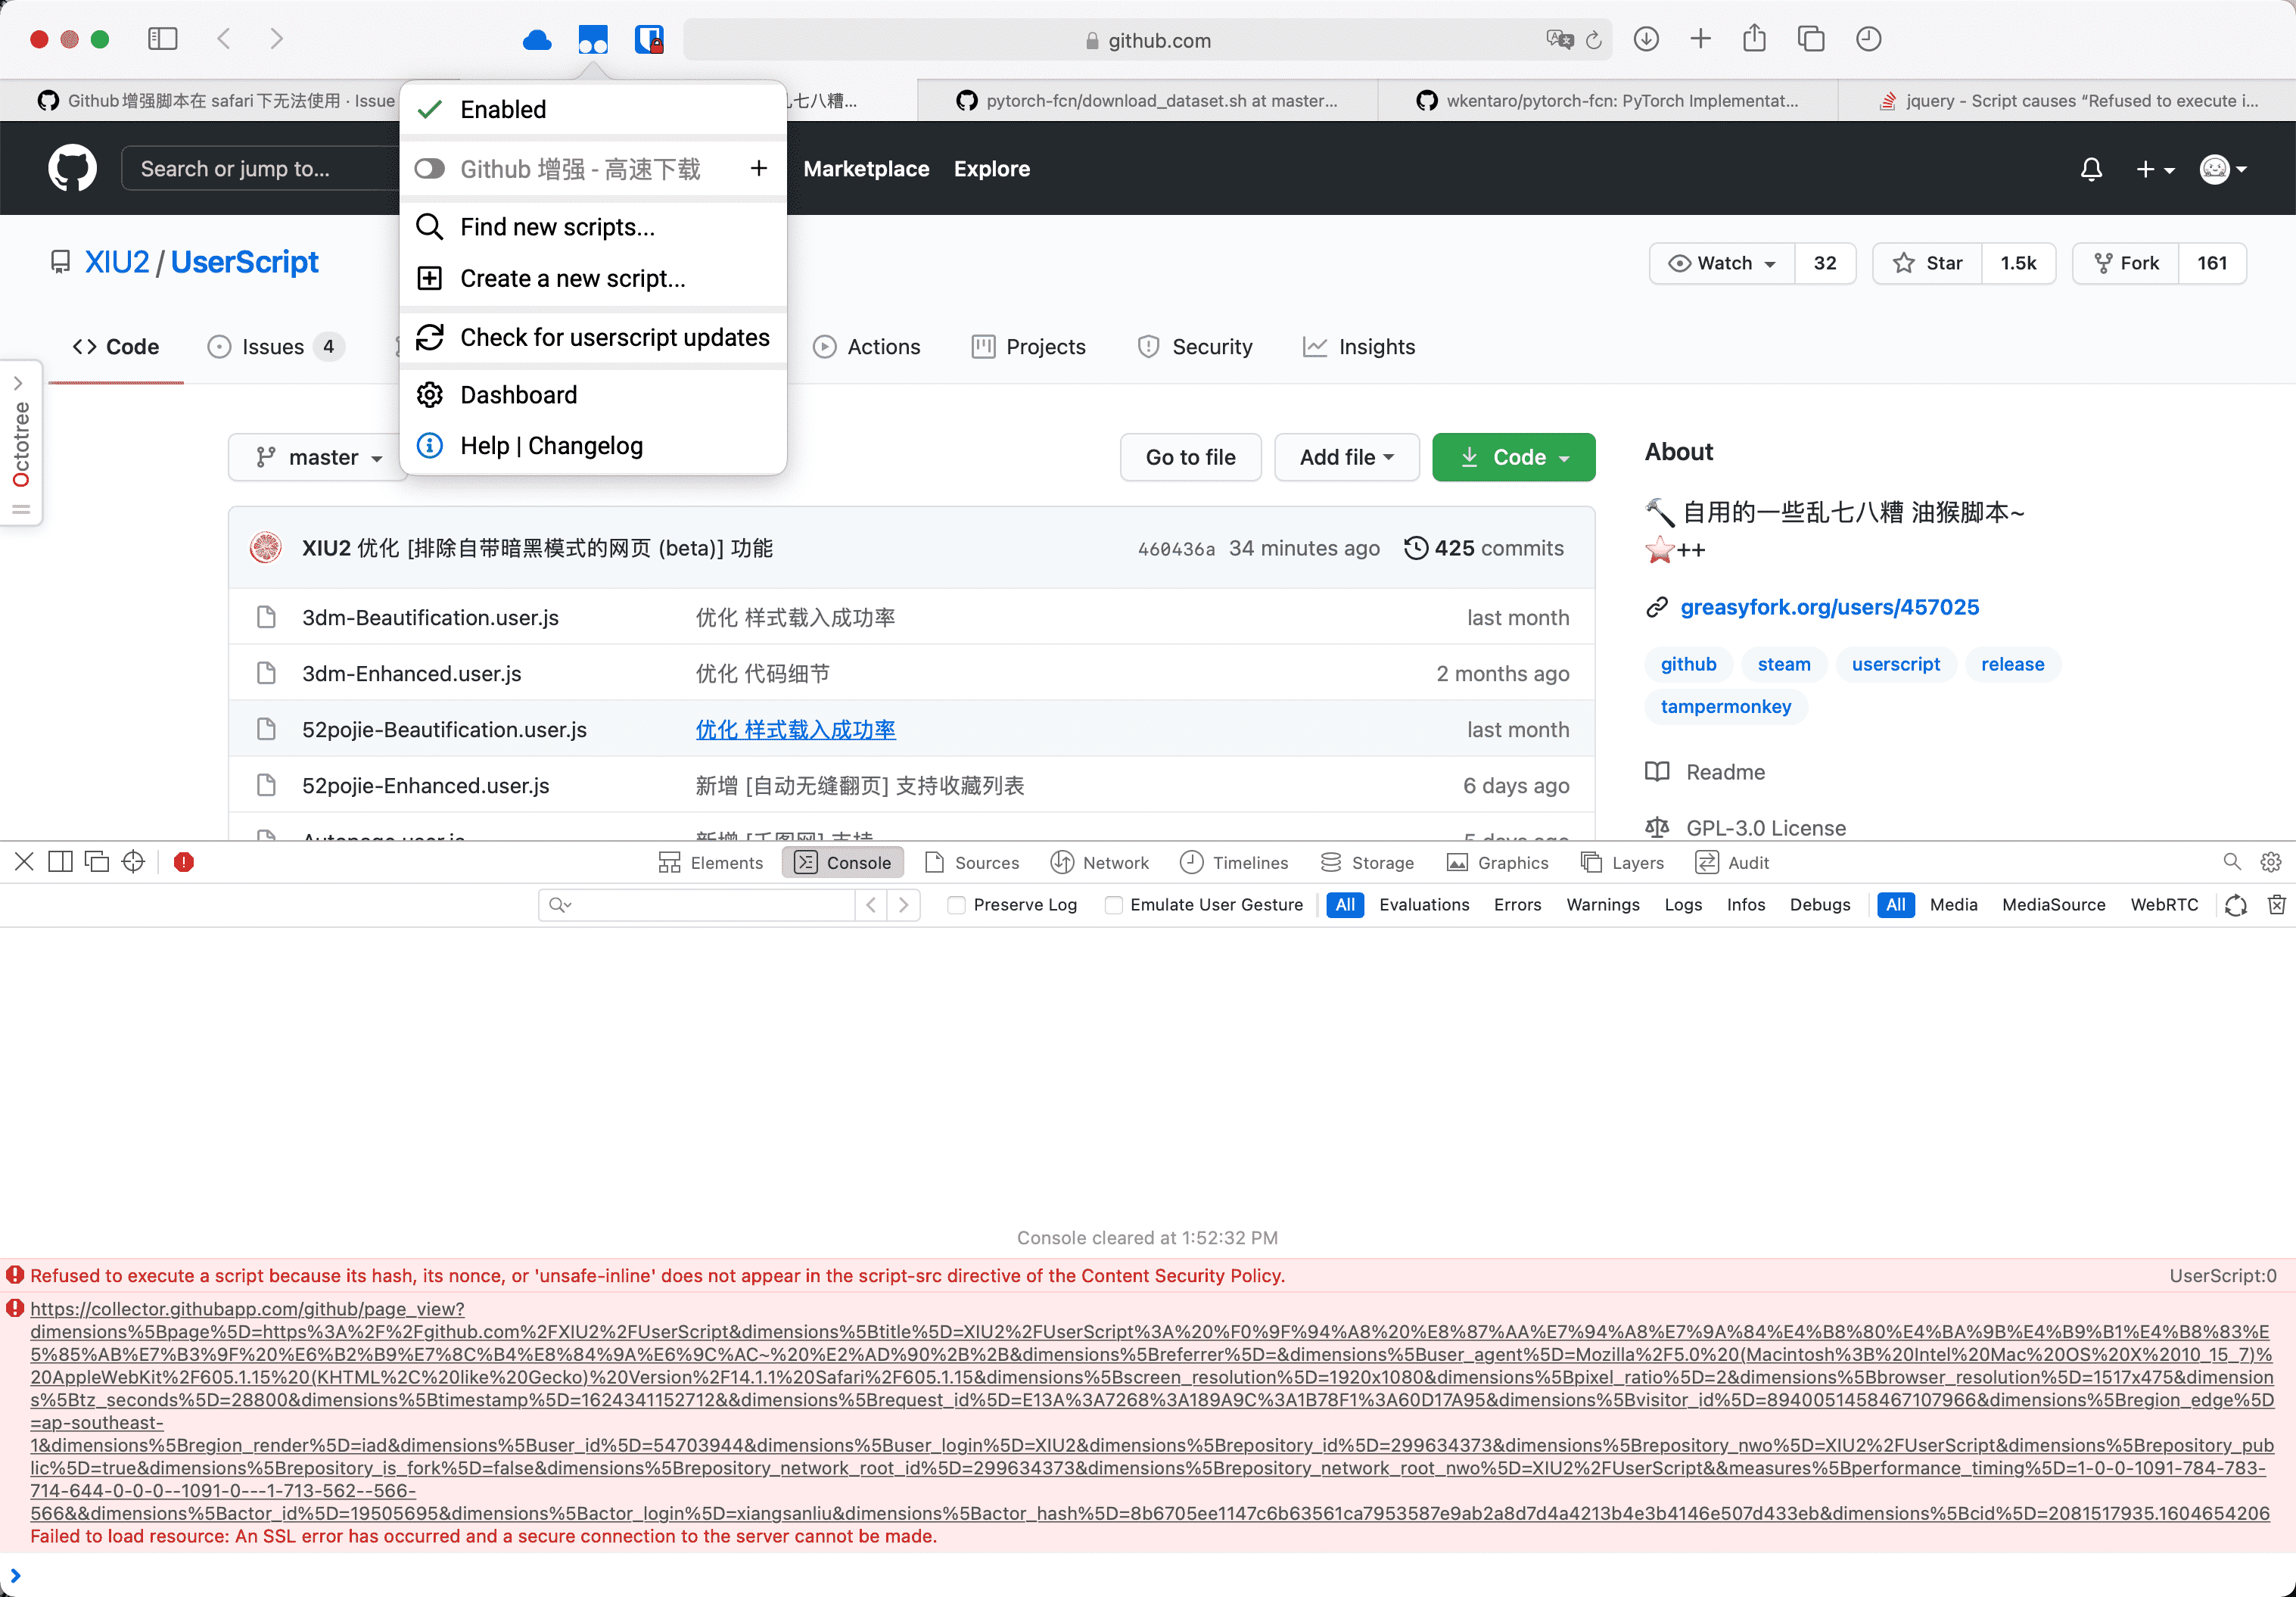 github.com
Github增强脚本在 safari 下无法使用 · Issue
七八糟...
pytorch-fcn/download_dataset.sh at master...
wkentaro/pytorch-fcn: PyTorch Implementat...
jquery - Script causes “Refused to execute i...
Enabled
Github 增强 - 高速下载
Find new scripts...
Create a new script...
Check for userscript updates
Dashboard
Help | Changelog
Search or jump to...
Marketplace
Explore
XIU2 / UserScript
Watch 32
Star 1.5k
Fork 161
Code
Issues 4
Actions
Projects
Security
Insights
Octotree
master
Go to file
Add file
Code
About
🔨 自用的一些乱七八糟 油猴脚本~
⭐++
greasyfork.org/users/457025
github steam userscript release
tampermonkey
Readme
GPL-3.0 License
XIU2 优化 [排除自带暗黑模式的网页 (beta)] 功能 460436a 34 minutes ago 425 commits
3dm-Beautification.user.js 优化 样式载入成功率 last month
3dm-Enhanced.user.js 优化 代码细节 2 months ago
52pojie-Beautification.user.js 优化 样式载入成功率 last month
52pojie-Enhanced.user.js 新增 [自动无缝翻页] 支持收藏列表 6 days ago
Autopage.user.js 新增 [千图网] 支持 5 days ago
Elements Console Sources Network Timelines Storage Graphics Layers Audit
Preserve Log Emulate User Gesture All Evaluations Errors Warnings Logs Infos Debugs All Media MediaSource WebRTC
Console cleared at 1:52:32 PM
Refused to execute a script because its hash, its nonce, or 'unsafe-inline' does not appear in the script-src directive of the Content Security Policy. UserScript:0
https://collector.githubapp.com/github/page_view?
dimensions%5Bpage%5D=https%3A%2F%2Fgithub.com%2FXIU2%2FUserScript&dimensions%5Btitle%5D=XIU2%2FUserScript%3A%20%F0%9F%94%A8%20%E8%87%AA%E7%94%A8%E7%9A%84%E4%B8%80%E4%BA%9B%E4%B9%B1%E4%B8%83%E
5%85%AB%E7%B3%9F%20%E6%B2%B9%E7%8C%B4%E8%84%9A%E6%9C%AC~%20%E2%AD%90%2B%2B&dimensions%5Breferrer%5D=&dimensions%5Buser_agent%5D=Mozilla%2F5.0%20(Macintosh%3B%20Intel%20Mac%20OS%20X%2010_15_7)%
20AppleWebKit%2F605.1.15%20(KHTML%2C%20like%20Gecko)%20Version%2F14.1.1%20Safari%2F605.1.15&dimensions%5Bscreen_resolution%5D=1920x1080&dimensions%5Bpixel_ratio%5D=2&dimensions%5Bbrowser_resolution%5D=1517x475&dimension
s%5Btz_seconds%5D=28800&dimensions%5Btimestamp%5D=1624341152712&&dimensions%5Brequest_id%5D=E13A%3A7268%3A189A9C%3A1B78F1%3A60D17A95&dimensions%5Bvisitor_id%5D=8940051458467107966&dimensions%5Bregion_edge%5D
=ap-southeast-
1&dimensions%5Bregion_render%5D=iad&dimensions%5Buser_id%5D=54703944&dimensions%5Buser_login%5D=XIU2&dimensions%5Brepository_id%5D=299634373&dimensions%5Brepository_nwo%5D=XIU2%2FUserScript&dimensions%5Brepository_pub
lic%5D=true&dimensions%5Brepository_is_fork%5D=false&dimensions%5Brepository_network_root_id%5D=299634373&dimensions%5Brepository_network_root_nwo%5D=XIU2%2FUserScript&&measures%5Bperformance_timing%5D=1-0-0-1091-784-783-
714-644-0-0-0--1091-0---1-713-562--566-
566&&dimensions%5Bactor_id%5D=19505695&dimensions%5Bactor_login%5D=xiangsanliu&dimensions%5Bactor_hash%5D=8b6705ee1147c6b63561ca7953587e9ab2a8d7d4a4213b4e3b4146e507d433eb&dimensions%5Bcid%5D=2081517935.1604654206
Failed to load resource: An SSL error has occurred and a secure connection to the server cannot be made.